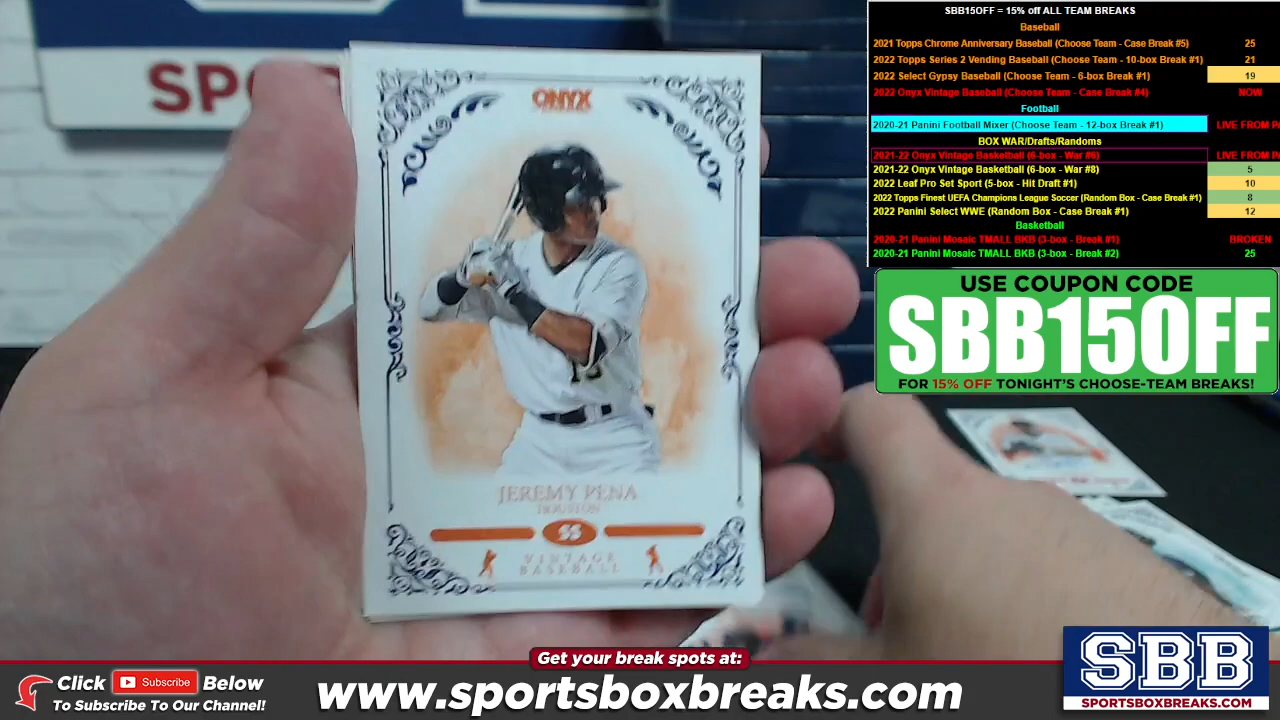 SBB15OFF = 15% off ALL TEAM BREAKS
Baseball
2021 Topps Chrome Anniversary Baseball (Choose Team - Case Break #5) 25
2022 Topps Series 2 Vending Baseball (Choose Team - 10-box Break #1) 21
2022 Select Gypsy Baseball (Choose Team - 6-box Break #1) 19
2022 Onyx Vintage Baseball (Choose Team - Case Break #4) NOW
Football
2020-21 Panini Football Mixer (Choose Team - 12-box Break #1) LIVE FROM
BOX WAR/Drafts/Randoms
2021-22 Onyx Vintage Basketball (6-box - War #6) LIVE FROM
2021-22 Onyx Vintage Basketball (6-box - War #8) 5
2022 Leaf Pro Set Sport (5-box - Hit Draft #1) 10
2022 Topps Finest UEFA Champions League Soccer (Random Box - Case Break #1) 8
2022 Panini Select WWE (Random Box - Case Break #1) 12
Basketball
2020-21 Panini Mosaic TMALL BKB (3-box - Break #1) BROKEN
2020-21 Panini Mosaic TMALL BKB (3-box - Break #2) 25
USE COUPON CODE
SBB15OFF
FOR 15% OFF TONIGHT'S CHOOSE-TEAM BREAKS!
SP
ONYX
JEREMY PENA
HOUSTON
SS
VINTAGE
BASEBALL
Get your break spots at:
Click Subscribe Below
To Subscribe To Our Channel!
www.sportsboxbreaks.com
SBB
SPORTSBOXBREAKS.COM